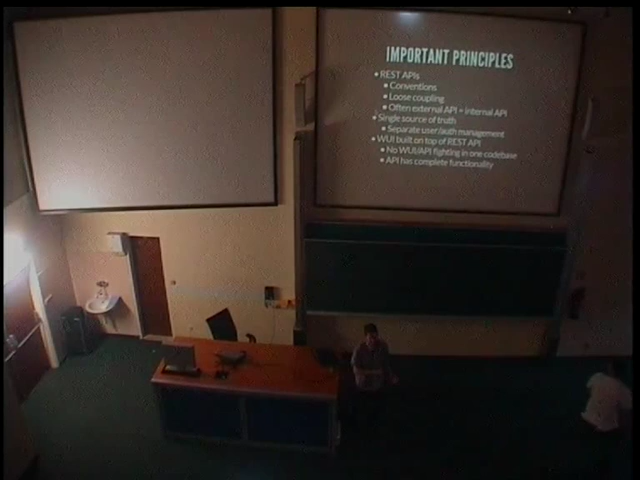 IMPORTANT PRINCIPLES
• REST APIs
• Conventions
• Loose coupling
• Often external API = internal API
• Single source of truth
• Separate user/auth management
• WUI built on top of REST API
• No WUI/API fighting in one codebase
• API has complete functionality